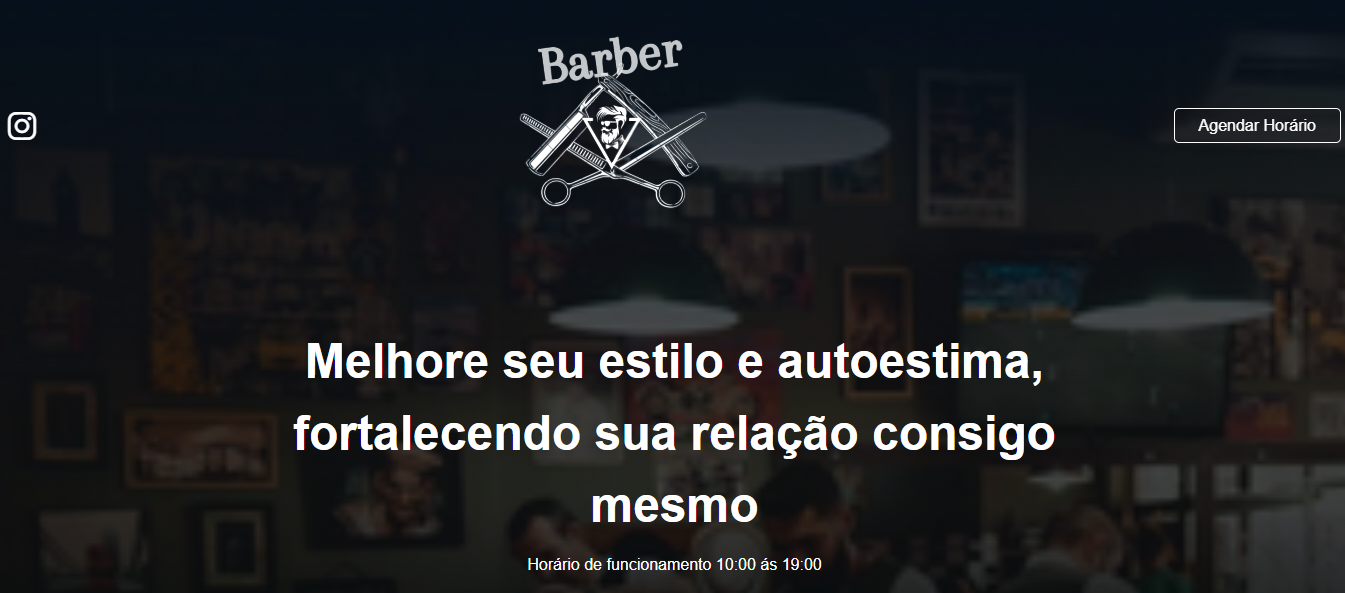 Barber
Agendar Horário
Melhore seu estilo e autoestima,
fortalecendo sua relação consigo
mesmo
Horário de funcionamento 10:00 ás 19:00